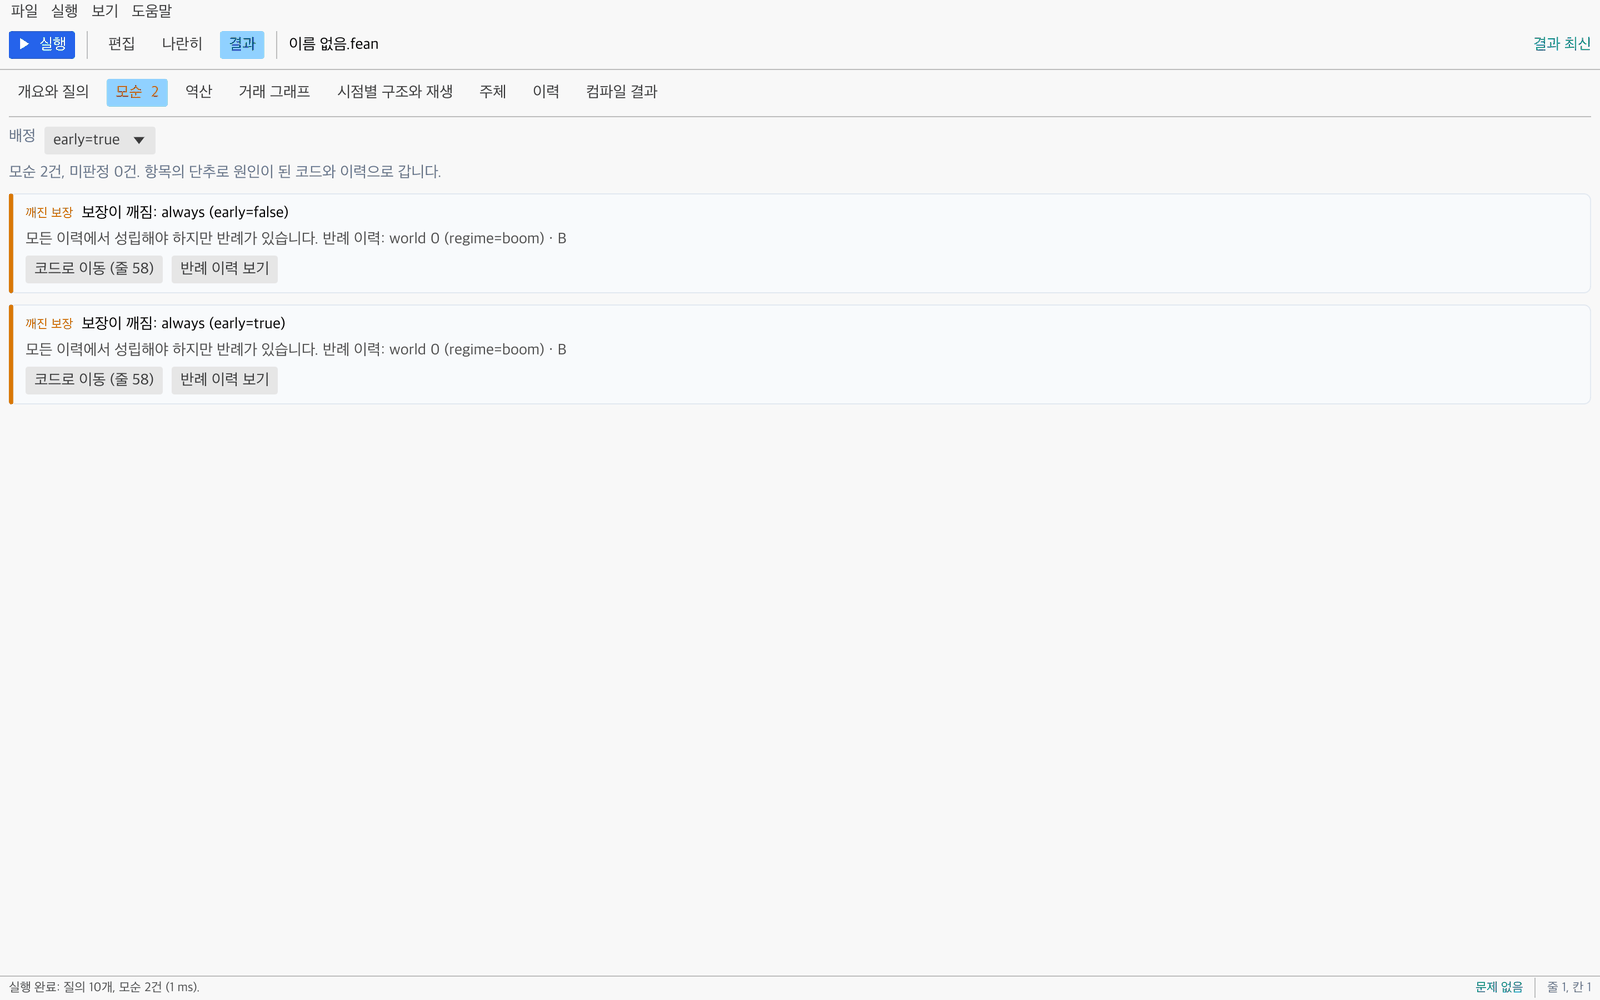 파일 실행 보기 도움말
▶ 실행 편집 나란히 결과 이름 없음.fean 결과 최신
개요와 질의 모순 2 역산 거래 그래프 시점별 구조와 재생 주체 이력 컴파일 결과
배정 early=true ▼
모순 2건, 미판정 0건. 항목의 단추로 원인이 된 코드와 이력으로 갑니다.
깨진 보장 보장이 깨짐: always (early=false)
모든 이력에서 성립해야 하지만 반례가 있습니다. 반례 이력: world 0 (regime=boom) · B
코드로 이동 (줄 58) 반례 이력 보기
깨진 보장 보장이 깨짐: always (early=true)
모든 이력에서 성립해야 하지만 반례가 있습니다. 반례 이력: world 0 (regime=boom) · B
코드로 이동 (줄 58) 반례 이력 보기
실행 완료: 질의 10개, 모순 2건 (1 ms). 문제 없음 줄 1, 칸 1